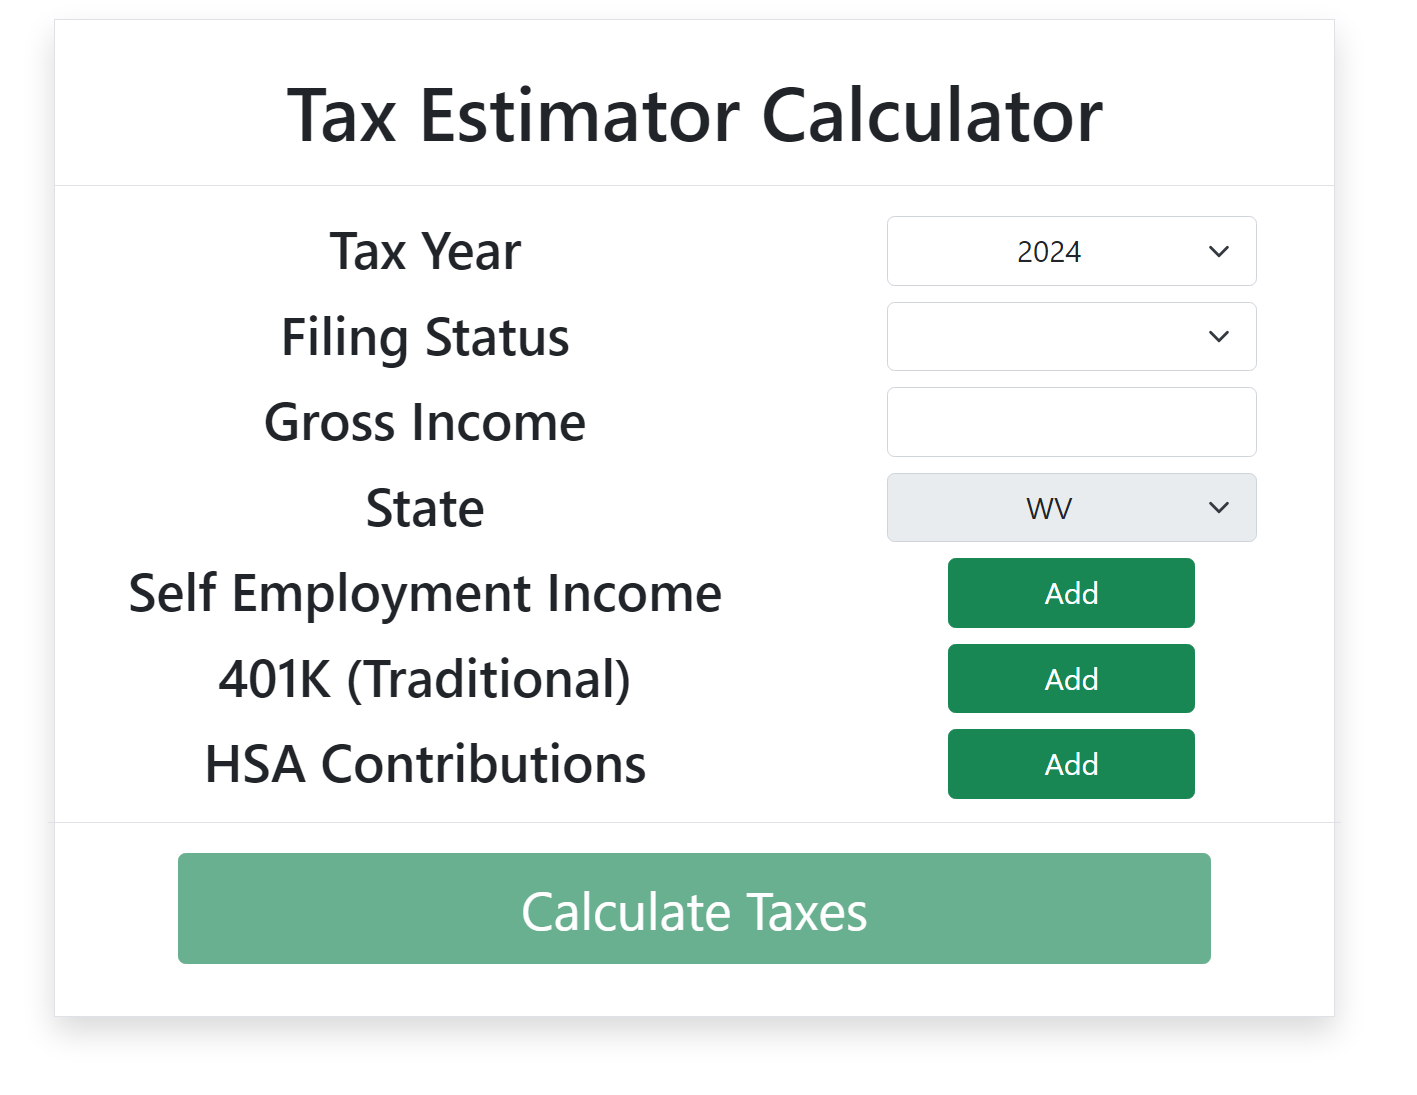 Tax Estimator Calculator
Tax Year 2024
Filing Status
Gross Income
State WV
Self Employment Income Add
401K (Traditional) Add
HSA Contributions Add
Calculate Taxes